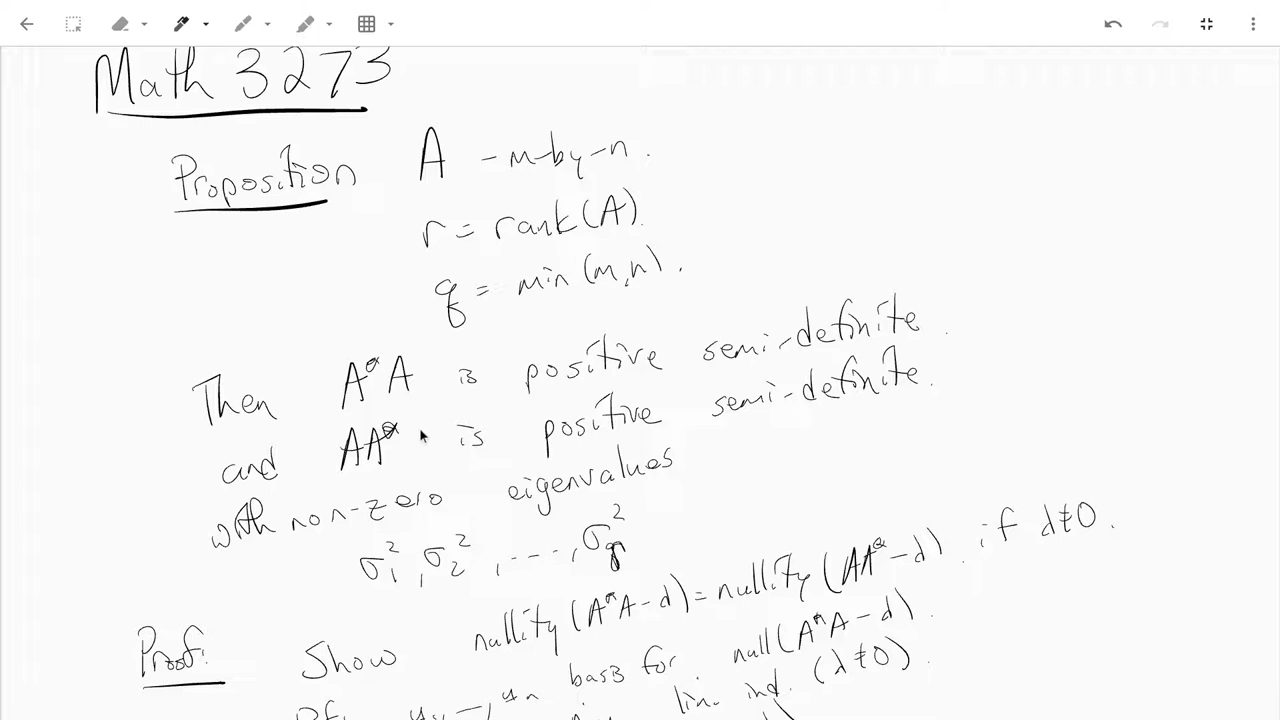 Math 3273
Proposition A - m-by-n.
r = rank(A).
q = min(m,n).
Then A*A is positive semi-definite.
and AA* is positive semi-definite.
with non-zero eigenvalues
σ₁², σ₂², ..., σᵣ²
Proof: Show nullity(A*A-λ) = nullity(AA*-λ). if λ≠0.
basis for null(A*A-λ).
lin. ind. (λ≠0).